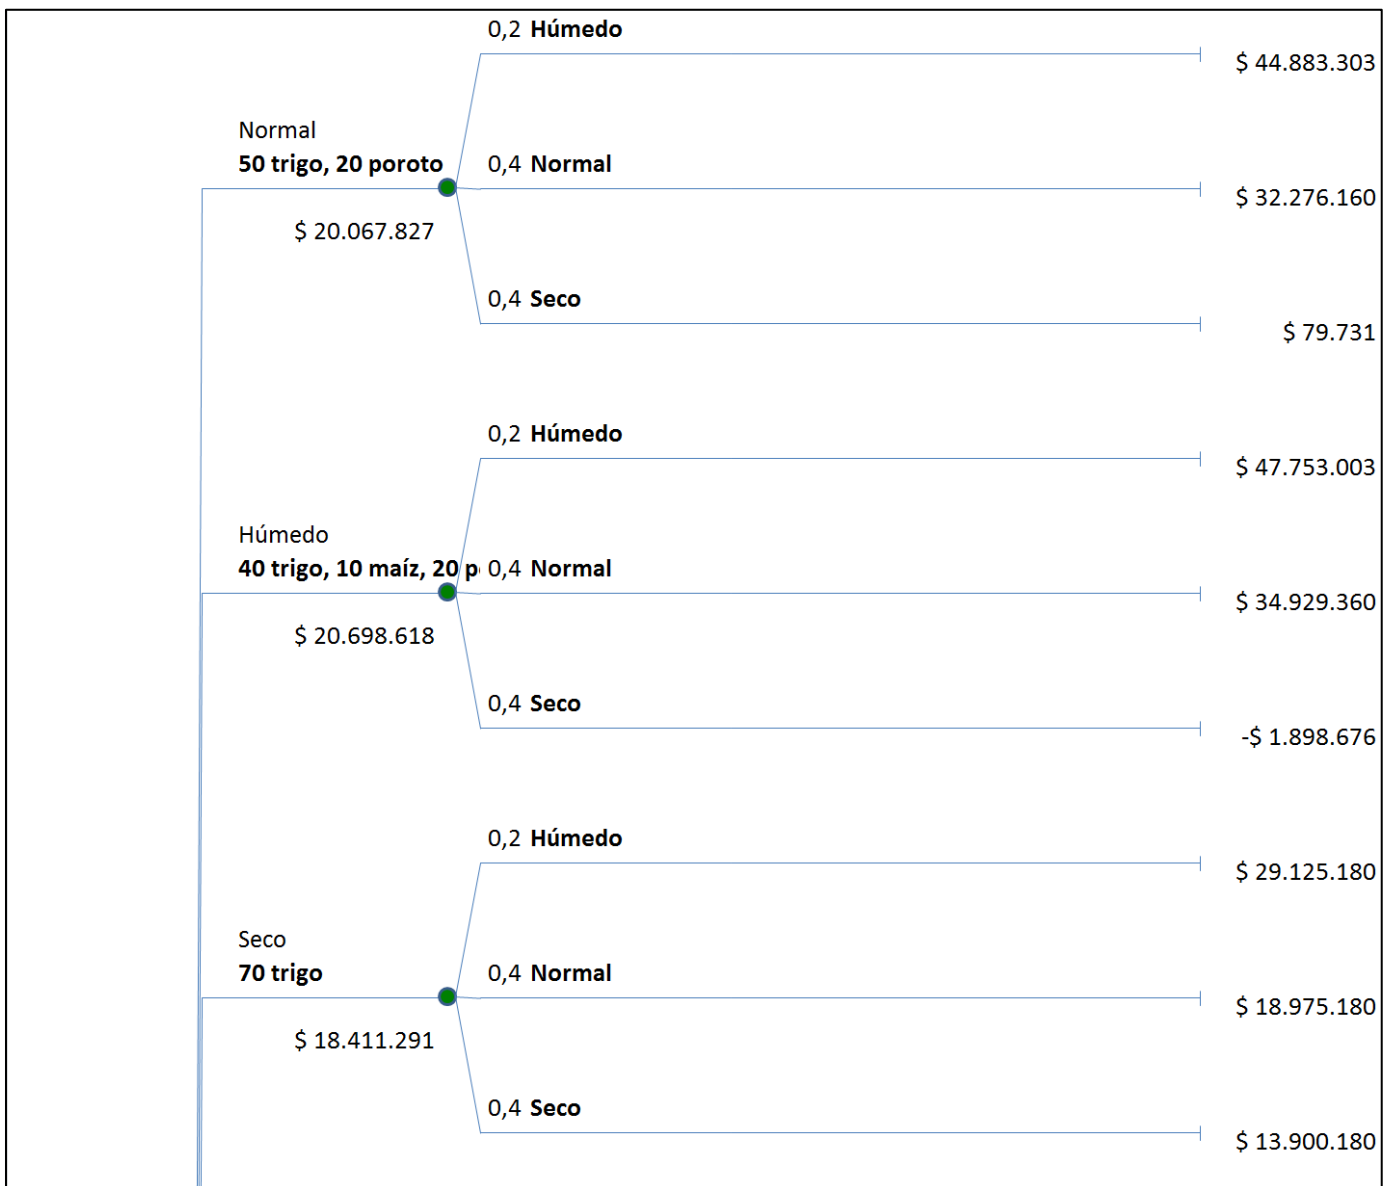 0,2 Húmedo
$ 44.883.303
Normal
50 trigo, 20 poroto
0,4 Normal
$ 32.276.160
$ 20.067.827
0,4 Seco
$ 79.731
0,2 Húmedo
$ 47.753.003
Húmedo
40 trigo, 10 maíz, 20 p
0,4 Normal
$ 34.929.360
$ 20.698.618
0,4 Seco
-$ 1.898.676
0,2 Húmedo
$ 29.125.180
Seco
70 trigo
0,4 Normal
$ 18.975.180
$ 18.411.291
0,4 Seco
$ 13.900.180